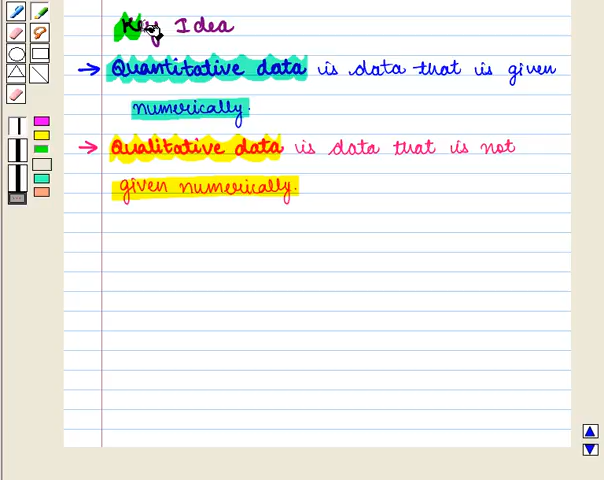 Key Idea
→ Quantitative data is data that is given
numerically.
→ Qualitative data is data that is not
given numerically.